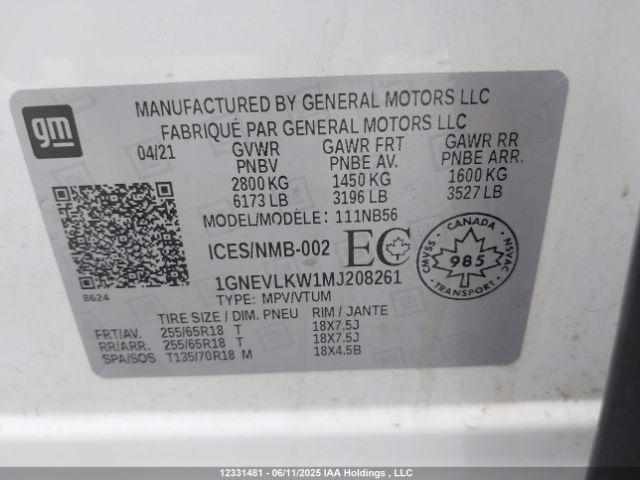 gm
MANUFACTURED BY GENERAL MOTORS LLC
FABRIQUÉ PAR GENERAL MOTORS LLC
04/21 GVWR GAWR FRT GAWR RR
PNBV PNBE AV. PNBE ARR.
2800 KG 1450 KG 1600 KG
6173 LB 3196 LB 3527 LB
MODEL/MODÈLE: 111NB56
ICES/NMB-002 EC
CANADA CMVSS NSVAC 985
1GNEVLKW1MJ208261
8624
TYPE: MPV/VTUM
TIRE SIZE / DIM. PNEU RIM / JANTE
FRT/AV. 255/65R18 T 18X7.5J
RR/ARR. 255/65R18 T 18X7.5J
SPA/SOS T135/70R18 M 18X4.5B
12331481 - 06/11/2025 IAA Holdings , LLC